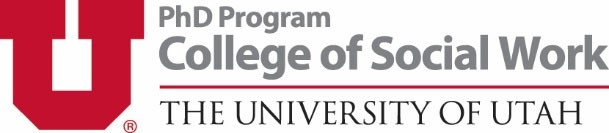 PhD Program
College of Social Work
THE UNIVERSITY OF UTAH
U®